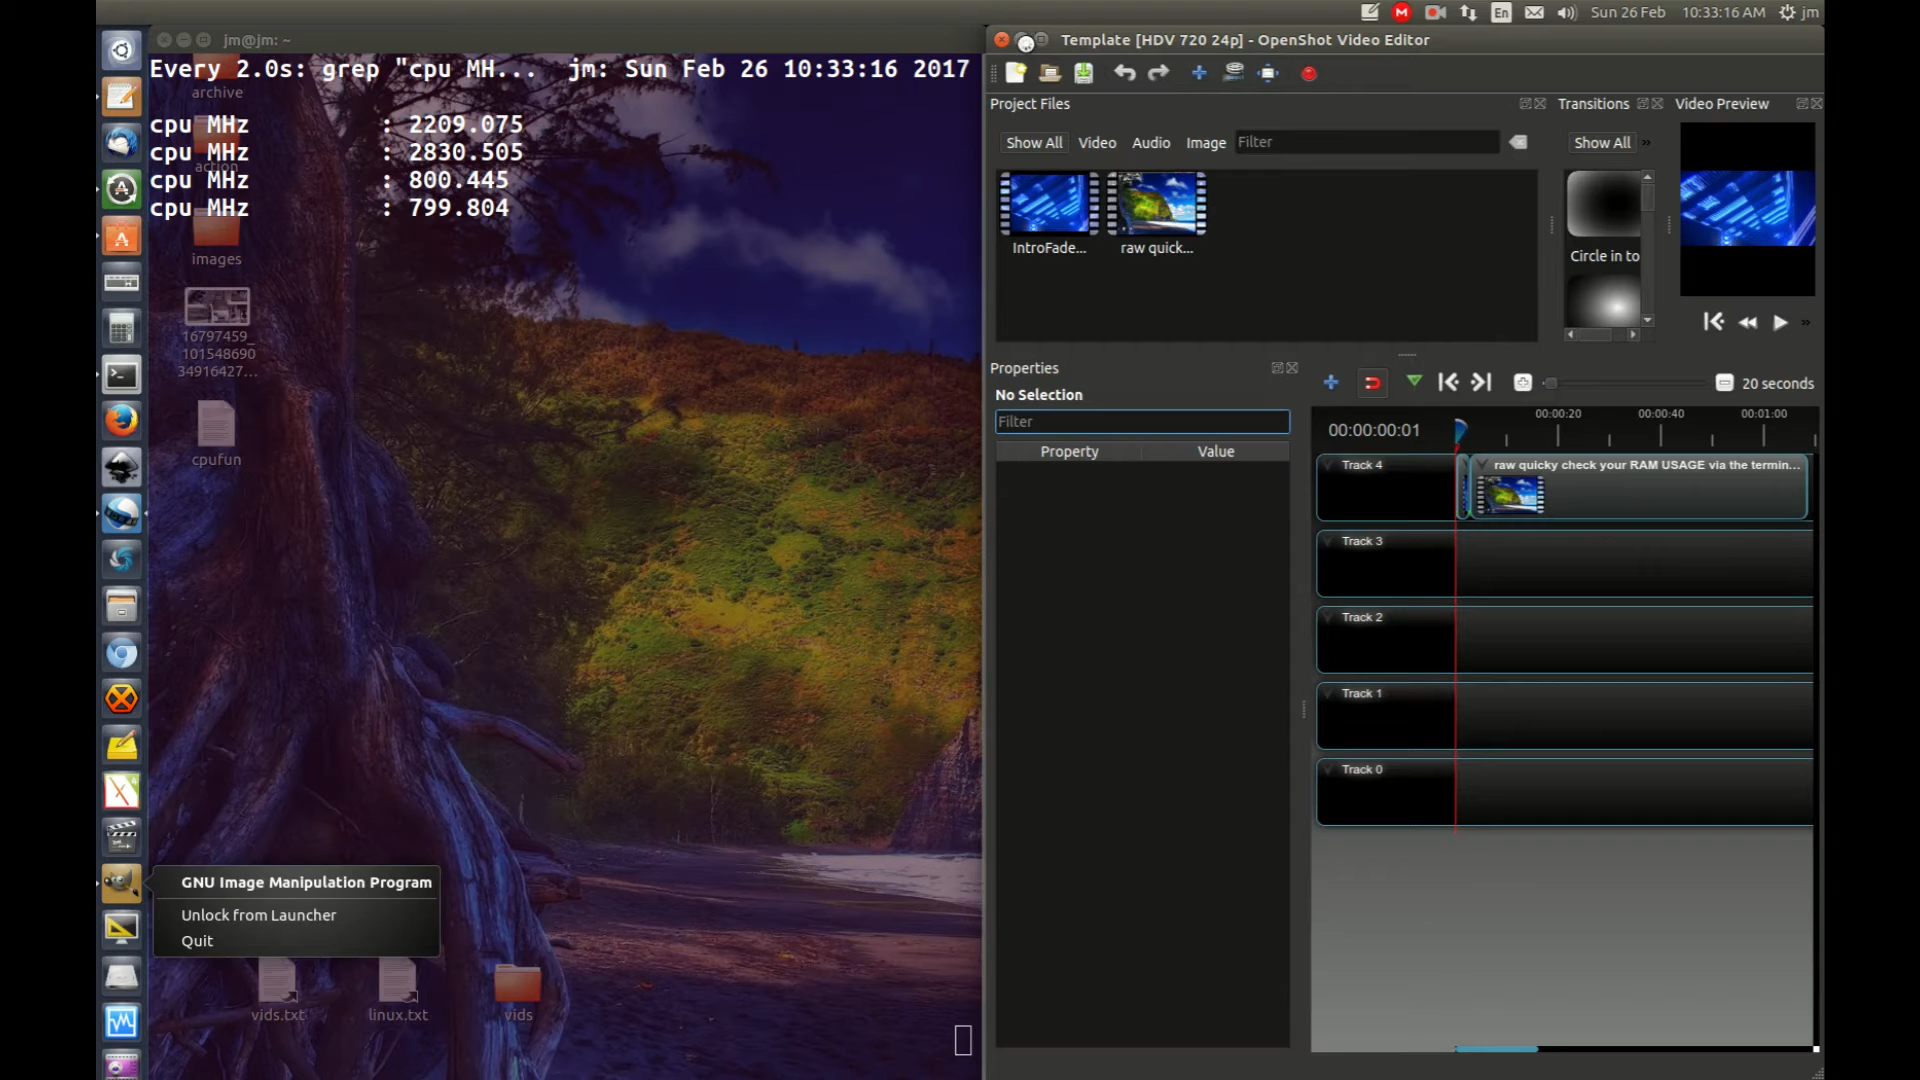 En
Sun 26 Feb
10:33:16 AM
jm
jm@jm: ~
Every 2.0s: grep "cpu MH... jm: Sun Feb 26 10:33:16 2017
cpu MHz : 2209.075
cpu MHz : 2830.505
cpu MHz : 800.445
cpu MHz : 799.804
archive
action
images
16797459_
101548690
34916427...
cpufun
GNU Image Manipulation Program
Unlock from Launcher
Quit
vids.txt
linux.txt
vids
Template [HDV 720 24p] - OpenShot Video Editor
Project Files
Transitions
Video Preview
Show All
Video
Audio
Image
Filter
Show All
»
IntroFade...
raw quick...
Circle in to
»
Properties
No Selection
Filter
Property
Value
20 seconds
00:00:00:01
00:00:20
00:00:40
00:01:00
Track 4
raw quicky check your RAM USAGE via the termin...
Track 3
Track 2
Track 1
Track 0